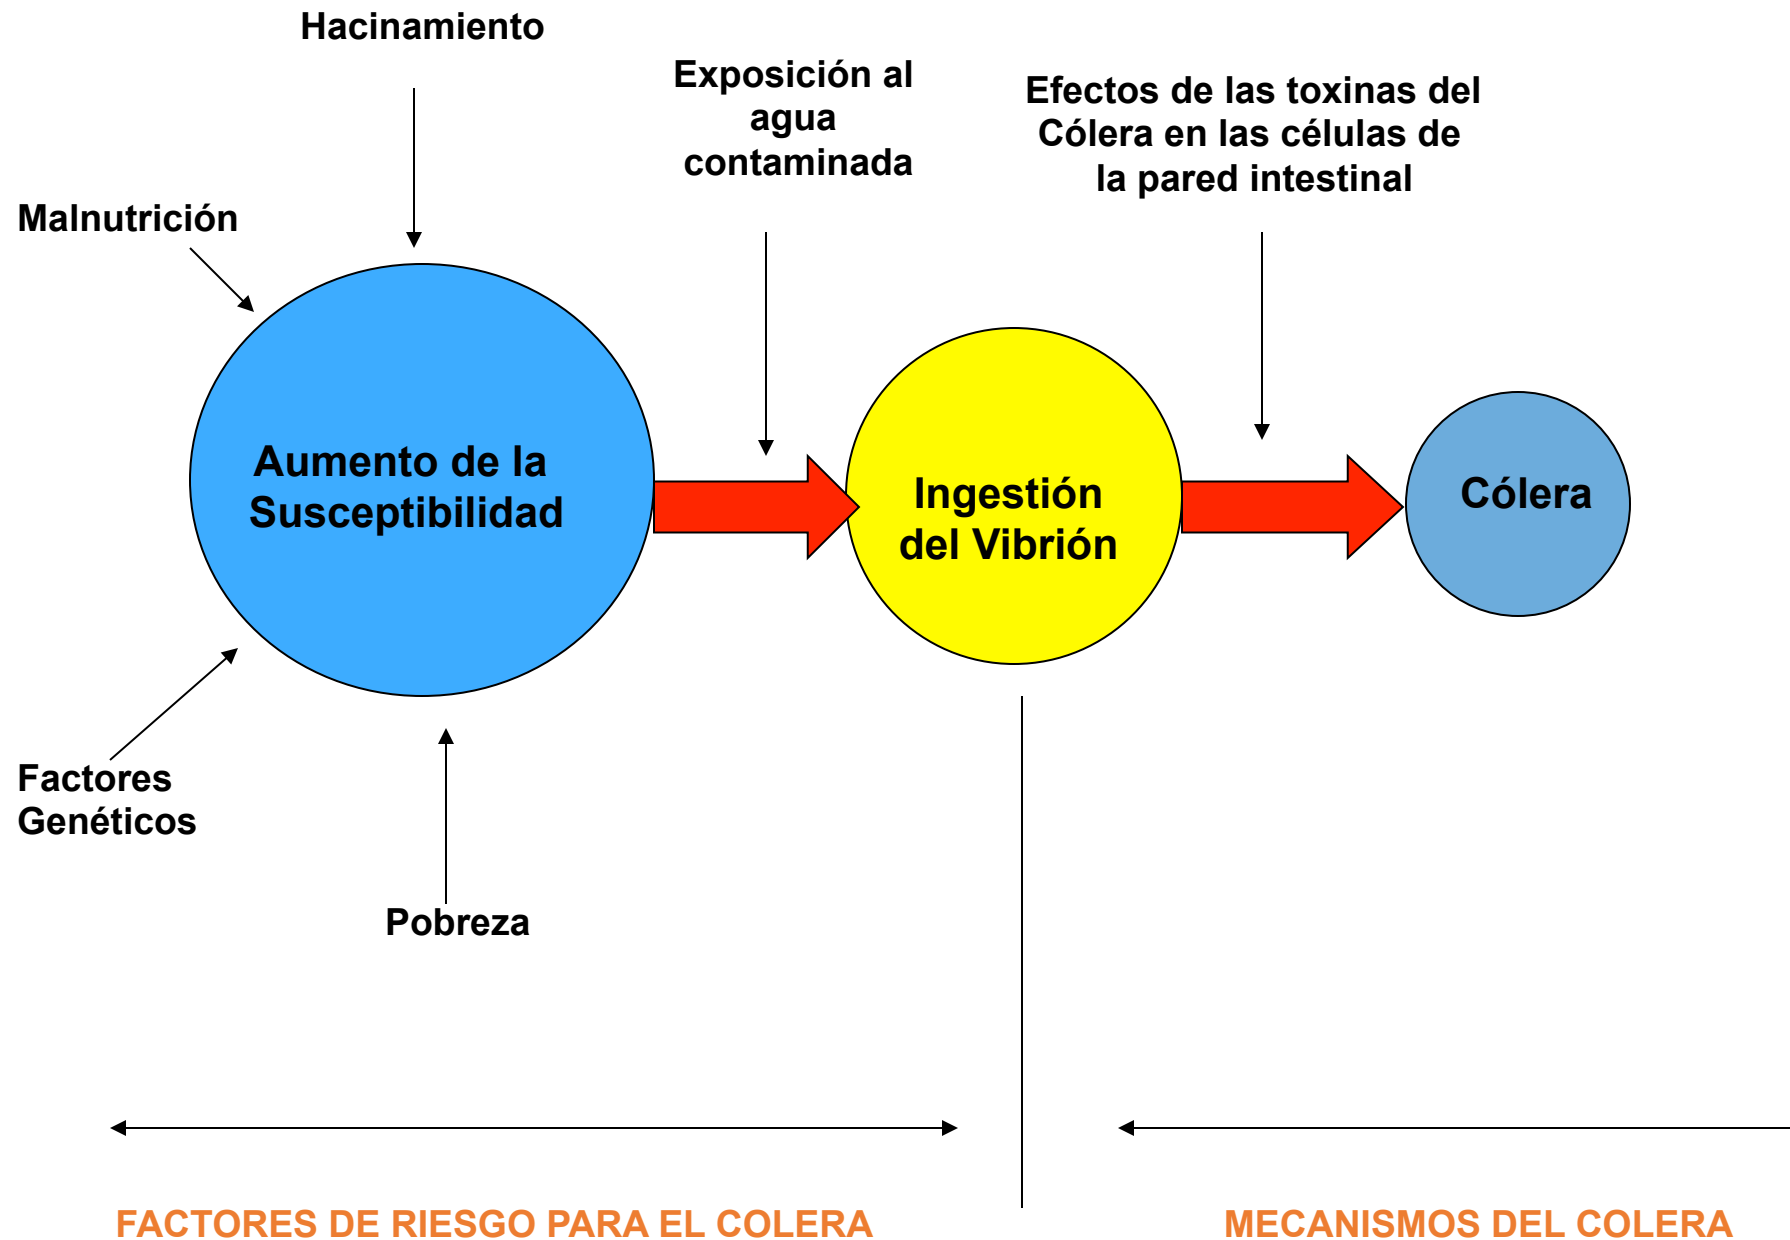 Hacinamiento
Exposición al
agua
contaminada
Efectos de las toxinas del
Cólera en las células de
la pared intestinal
Malnutrición
Aumento de la
Susceptibilidad
Ingestión
del Vibrión
Cólera
Factores
Genéticos
Pobreza
FACTORES DE RIESGO PARA EL COLERA
MECANISMOS DEL COLERA